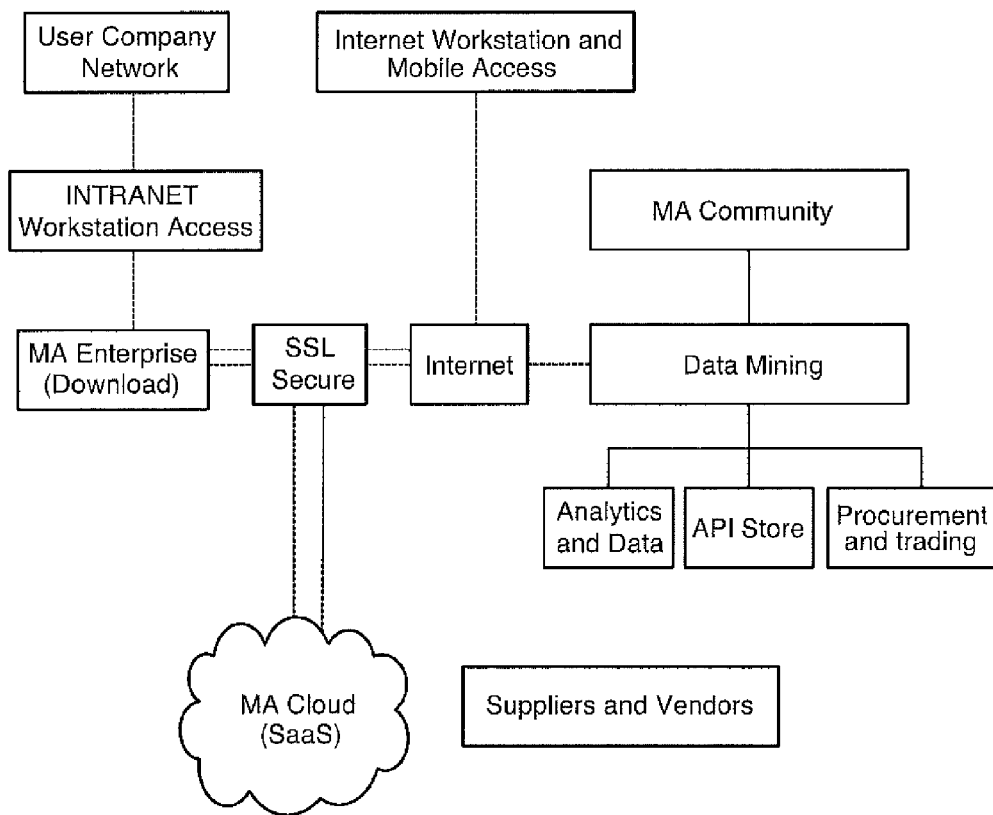 User Company
Network
Internet Workstation and
Mobile Access
INTRANET
Workstation Access
MA Community
MA Enterprise
(Download)
SSL
Secure
Internet
Data Mining
Analytics
and Data
API Store
Procurement
and trading
MA Cloud
(SaaS)
Suppliers and Vendors